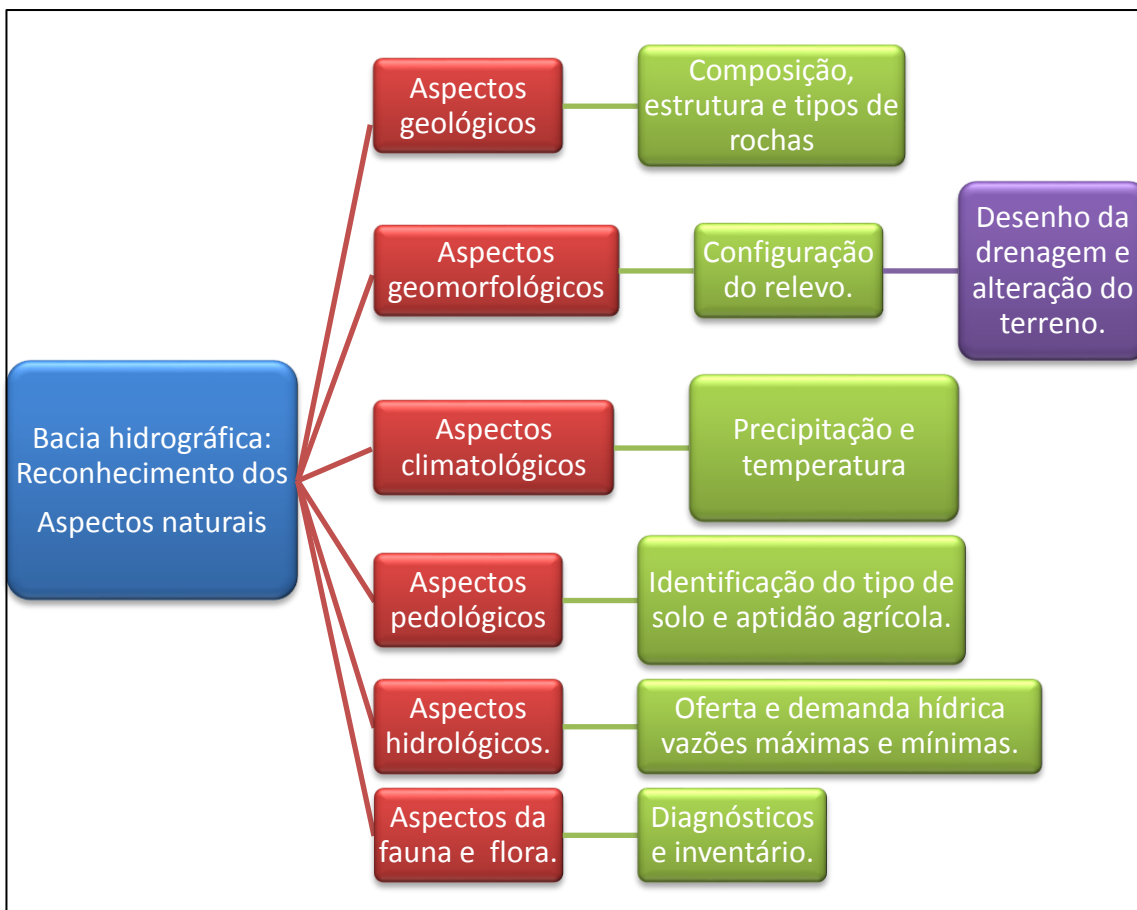 Aspectos
geológicos
Composição,
estrutura e tipos de
rochas
Aspectos
geomorfológicos
Configuração
do relevo.
Desenho da
drenagem e
alteração do
terreno.
Bacia hidrográfica:
Reconhecimento dos
Aspectos naturais
Aspectos
climatológicos
Precipitação e
temperatura
Aspectos
pedológicos
Identificação do tipo de
solo e aptidão agrícola.
Aspectos
hidrológicos.
Oferta e demanda hídrica
vazões máximas e mínimas.
Aspectos da
fauna e flora.
Diagnósticos
e inventário.